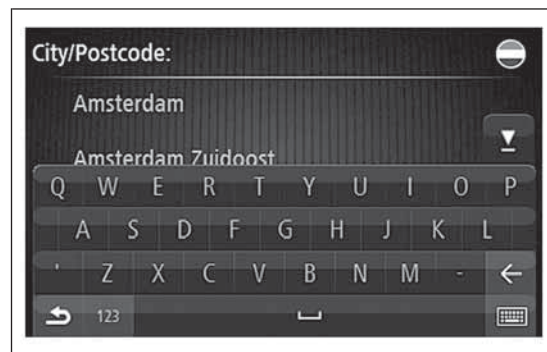 City/Postcode:
Amsterdam
Amsterdam Zuidoost
Q W E R T Y U I O P
A S D F G H J K L
' Z X C V B N M -
123